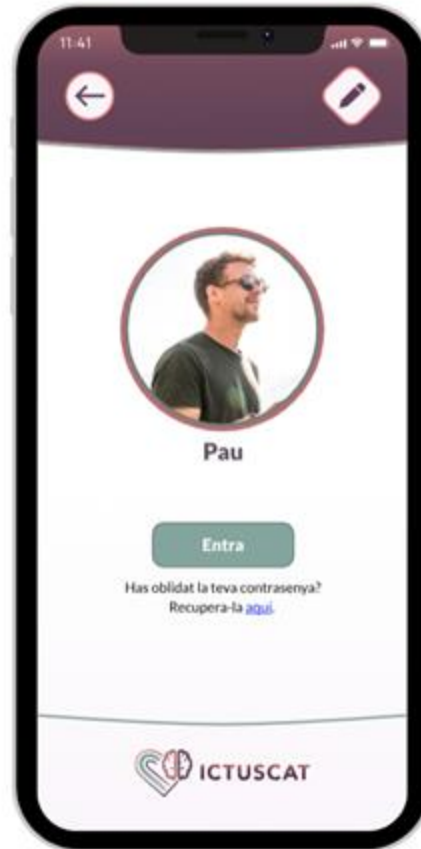 11:41
Pau
Entra
Has oblidat la teva contrasenya?
Recupera-la aquí.
ICTUSCAT